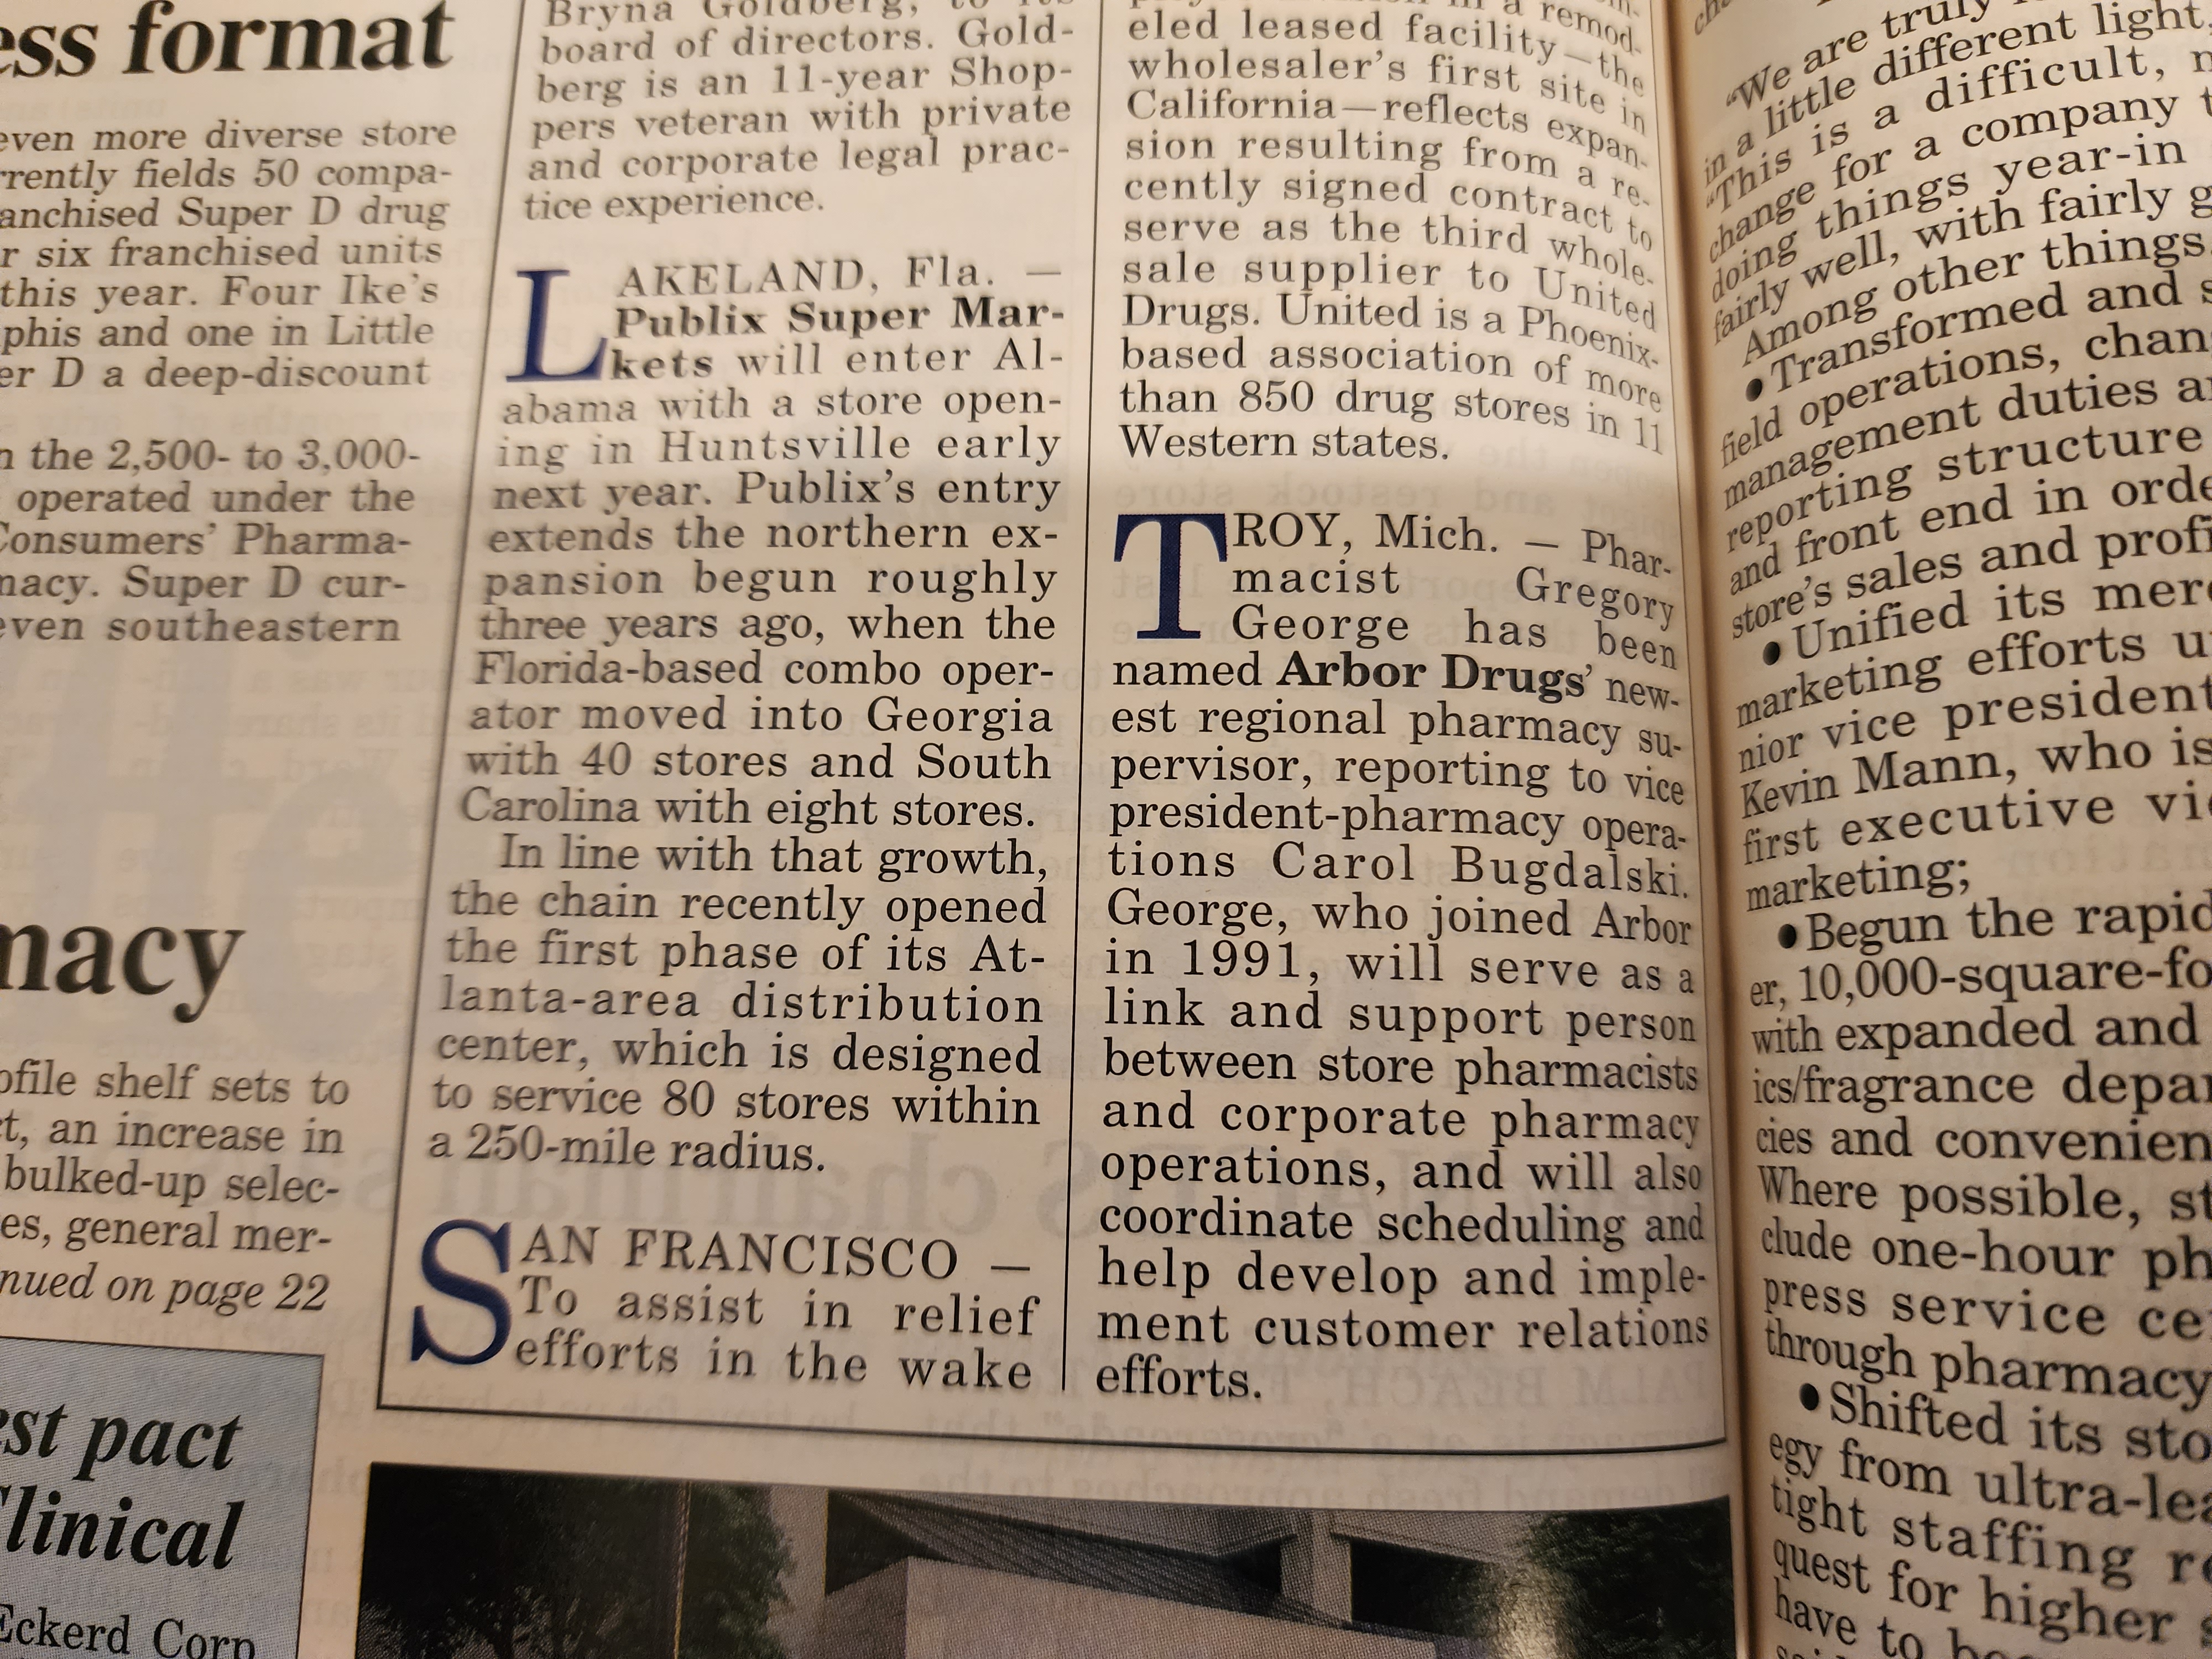 ess format
even more diverse store
rrently fields 50 compa-
anchised Super D drug
r six franchised units
this year. Four Ike's
phis and one in Little
er D a deep-discount
n the 2,500- to 3,000-
operated under the
Consumers' Pharma-
macy. Super D cur-
even southeastern
macy
ofile shelf sets to
ct, an increase in
bulked-up selec-
es, general mer-
nued on page 22
est pact
Clinical
Eckerd Corp
Bryna Goldberg, to its
board of directors. Gold-
berg is an 11-year Shop-
pers veteran with private
and corporate legal prac-
tice experience.
LAKELAND, Fla. —
Publix Super Mar-
kets will enter Al-
abama with a store open-
ing in Huntsville early
next year. Publix's entry
extends the northern ex-
pansion begun roughly
three years ago, when the
Florida-based combo oper-
ator moved into Georgia
with 40 stores and South
Carolina with eight stores.
In line with that growth,
the chain recently opened
the first phase of its At-
lanta-area distribution
center, which is designed
to service 80 stores within
a 250-mile radius.
SAN FRANCISCO —
To assist in relief
efforts in the wake
in a remod-
eled leased facility—the
wholesaler's first site in
California—reflects expan-
sion resulting from a re-
cently signed contract to
serve as the third whole-
sale supplier to United
Drugs. United is a Phoenix-
based association of more
than 850 drug stores in 11
Western states.
TROY, Mich. — Phar-
macist Gregory
George has been
named Arbor Drugs' new-
est regional pharmacy su-
pervisor, reporting to vice
president-pharmacy opera-
tions Carol Bugdalski.
George, who joined Arbor
in 1991, will serve as a
link and support person
between store pharmacists
and corporate pharmacy
operations, and will also
coordinate scheduling and
help develop and imple-
ment customer relations
efforts.
"We are truly
in a little different light,
"This is a difficult,
change for a company
doing things year-in
fairly well, with fairly g
Among other things,
•Transformed and s
field operations, chan
management duties a
reporting structure
and front end in orde
store's sales and profi
•Unified its mer
marketing efforts u
nior vice president
Kevin Mann, who is
first executive vi
marketing;
•Begun the rapid
er, 10,000-square-fo
with expanded and
ics/fragrance depar
cies and convenien
Where possible, st
clude one-hour ph
press service ce
through pharmacy
•Shifted its sto
egy from ultra-lea
tight staffing r
quest for higher s
have to be